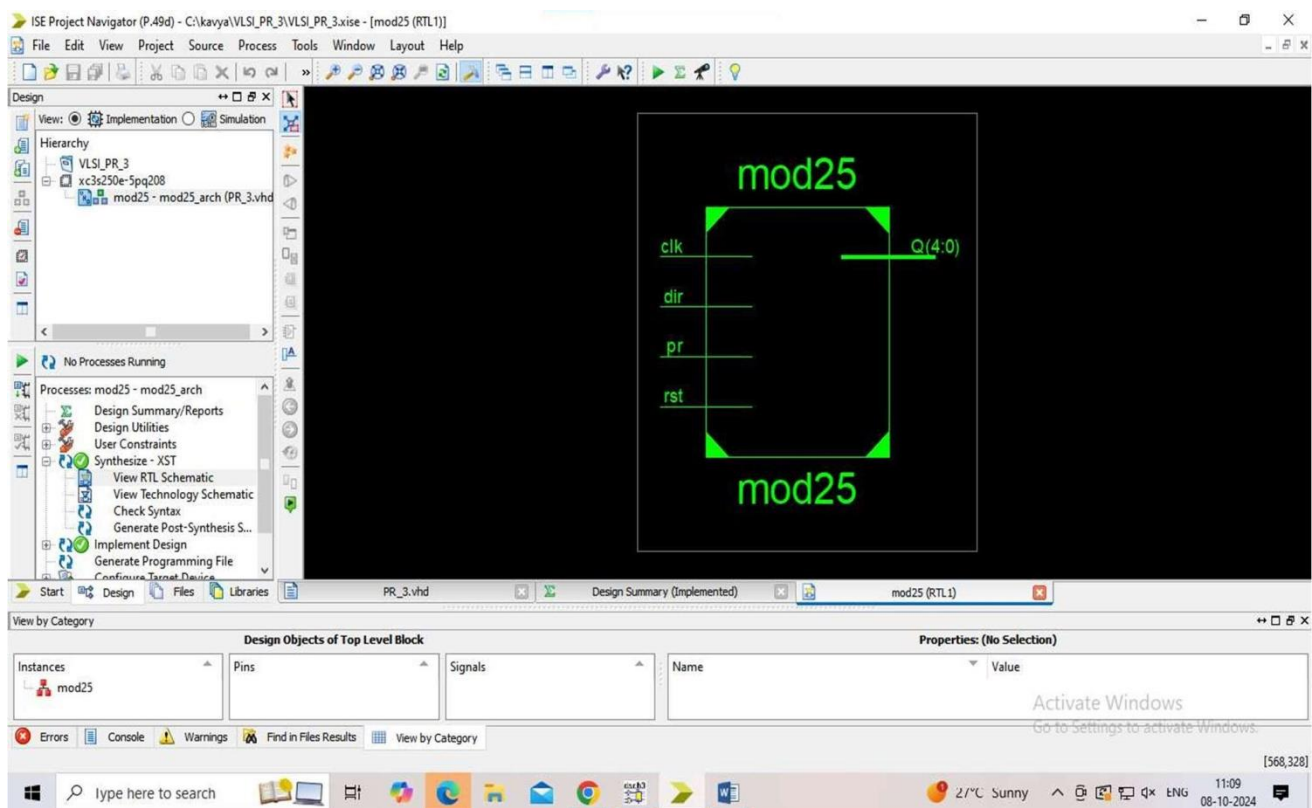 ISE Project Navigator (P.49d) - C:\kavya\VLSI_PR_3\VLSI_PR_3.xise - [mod25 (RTL1)]
File Edit View Project Source Process Tools Window Layout Help
Design
View: Implementation Simulation
Hierarchy
VLSI_PR_3
xc3s250e-5pq208
mod25 - mod25_arch (PR_3.vhd
No Processes Running
Processes: mod25 - mod25_arch
Design Summary/Reports
Design Utilities
User Constraints
Synthesize - XST
View RTL Schematic
View Technology Schematic
Check Syntax
Generate Post-Synthesis S...
Implement Design
Generate Programming File
Configure Target Device
Start Design Files Libraries
mod25
clk
Q(4:0)
dir
pr
rst
mod25
PR_3.vhd
Design Summary (Implemented)
mod25 (RTL1)
View by Category
Design Objects of Top Level Block
Properties: (No Selection)
Instances Pins Signals Name Value
mod25
Activate Windows
Go to Settings to activate Windows.
Errors Console Warnings Find in Files Results View by Category
[568,328]
Type here to search
27°C Sunny
ENG
11:09
08-10-2024